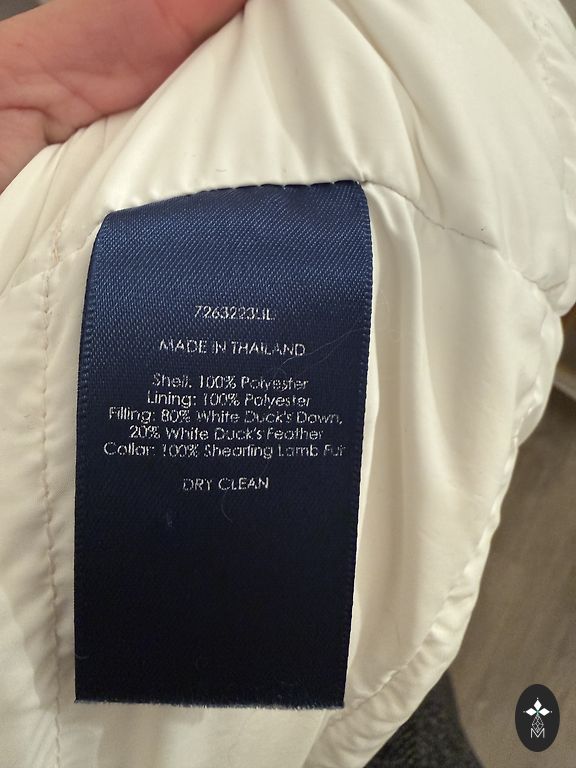 7263223LIL
MADE IN THAILAND
Shell: 100% Polyester
Lining: 100% Polyester
Filling: 80% White Duck's Down,
20% White Duck's Feather
Collar: 100% Shearling Lamb Fur
DRY CLEAN
M